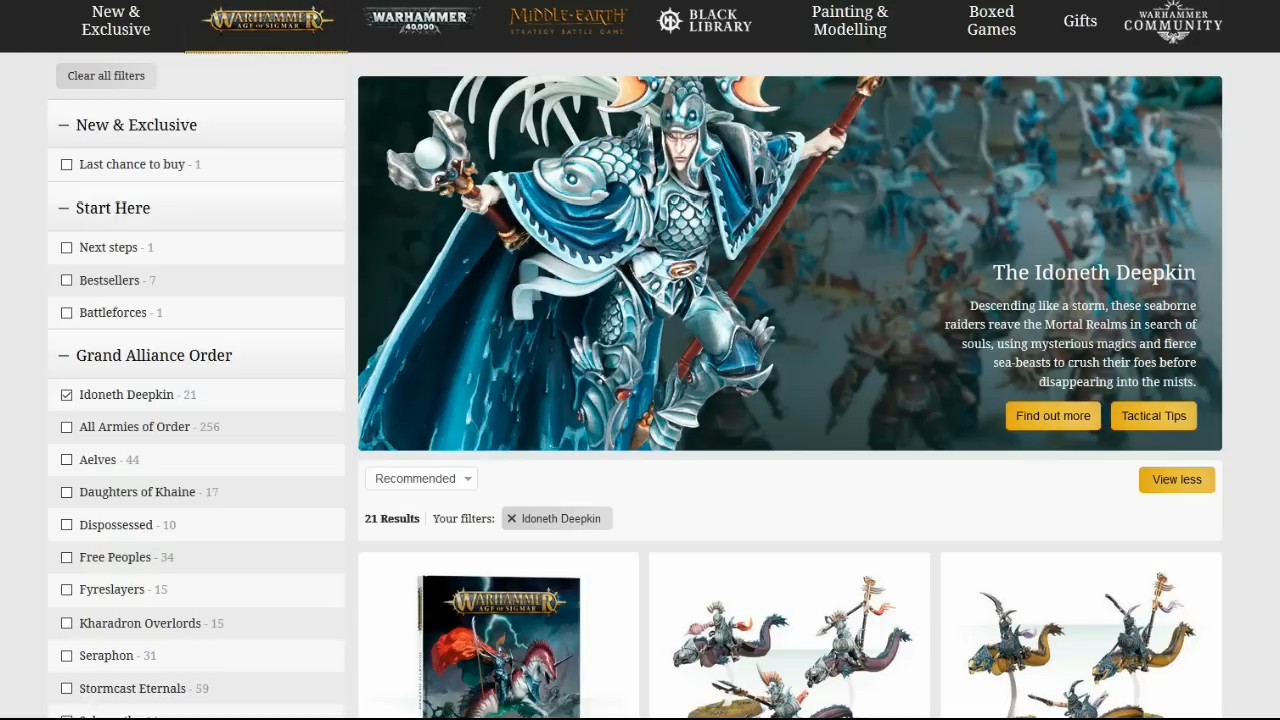 New &
Exclusive
WARHAMMER
AGE OF SIGMAR
WARHAMMER
40,000
MIDDLE-EARTH
STRATEGY BATTLE GAME
BLACK
LIBRARY
Painting &
Modelling
Boxed
Games
Gifts
WARHAMMER
COMMUNITY
Clear all filters
New & Exclusive
Last chance to buy - 1
Start Here
Next steps - 1
Bestsellers - 7
Battleforces - 1
Grand Alliance Order
Idoneth Deepkin - 21
All Armies of Order - 256
Aelves - 44
Daughters of Khaine - 17
Dispossessed - 10
Free Peoples - 34
Fyreslayers - 15
Kharadron Overlords - 15
Seraphon - 31
Stormcast Eternals - 59
The Idoneth Deepkin
Descending like a storm, these seaborne
raiders reave the Mortal Realms in search of
souls, using mysterious magics and fierce
sea-beasts to crush their foes before
disappearing into the mists.
Find out more
Tactical Tips
Recommended
View less
21 Results
Your filters:
Idoneth Deepkin
WARHAMMER
AGE OF SIGMAR